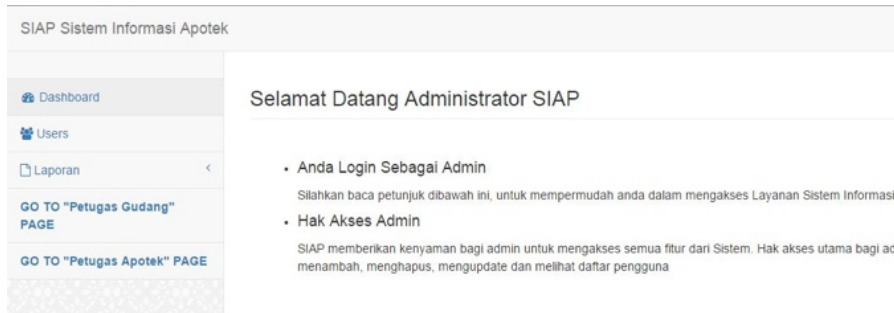 SIAP Sistem Informasi Apotek
Dashboard
Users
Laporan
GO TO "Petugas Gudang"
PAGE
GO TO "Petugas Apotek" PAGE
Selamat Datang Administrator SIAP
Anda Login Sebagai Admin
Silahkan baca petunjuk dibawah ini, untuk mempermudah anda dalam mengakses Layanan Sistem Informasi
Hak Akses Admin
SIAP memberikan kenyaman bagi admin untuk mengakses semua fitur dari Sistem. Hak akses utama bagi
menambah, menghapus, mengupdate dan melihat daftar pengguna